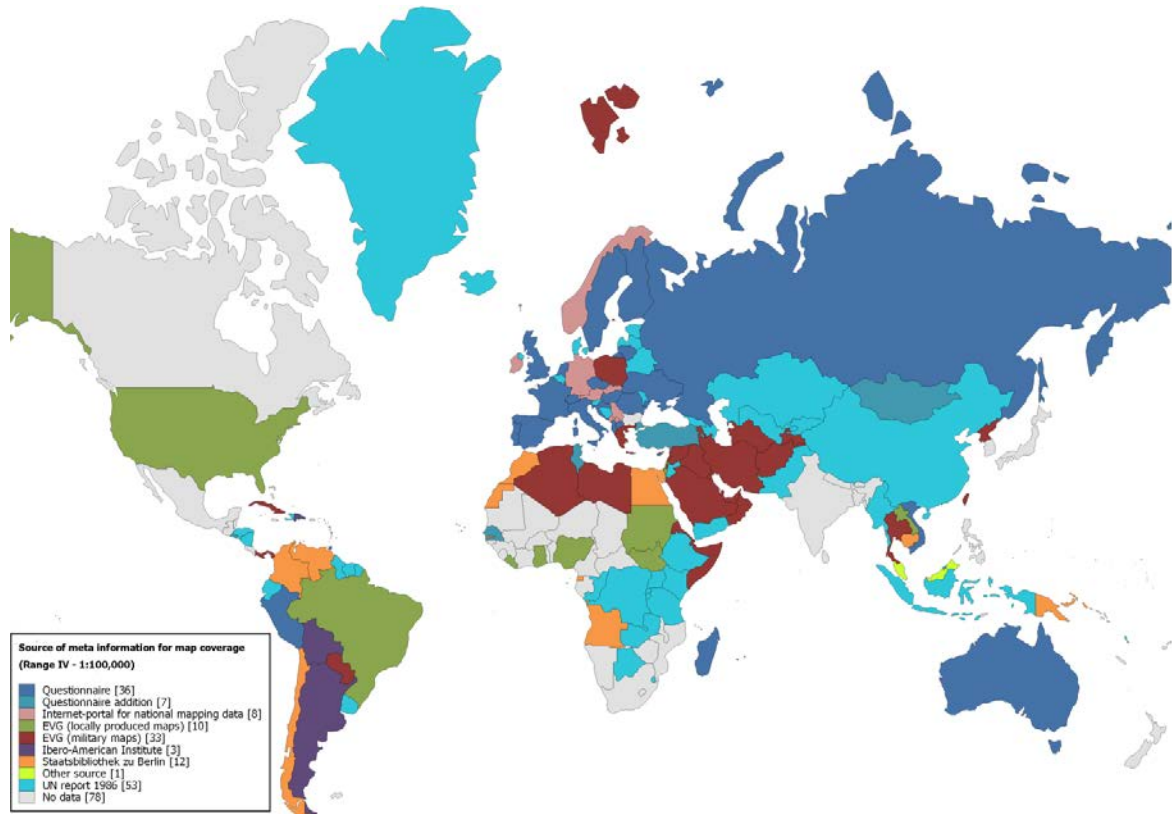 Source of meta information for map coverage
(Range IV - 1:100,000)
Questionnaire [36]
Questionnaire addition [7]
Internet-portal for national mapping data [8]
EVG (locally produced maps) [10]
EVG (military maps) [33]
Ibero-American Institute [3]
Staatsbibliothek zu Berlin [12]
Other source [1]
UN report 1986 [53]
No data [78]